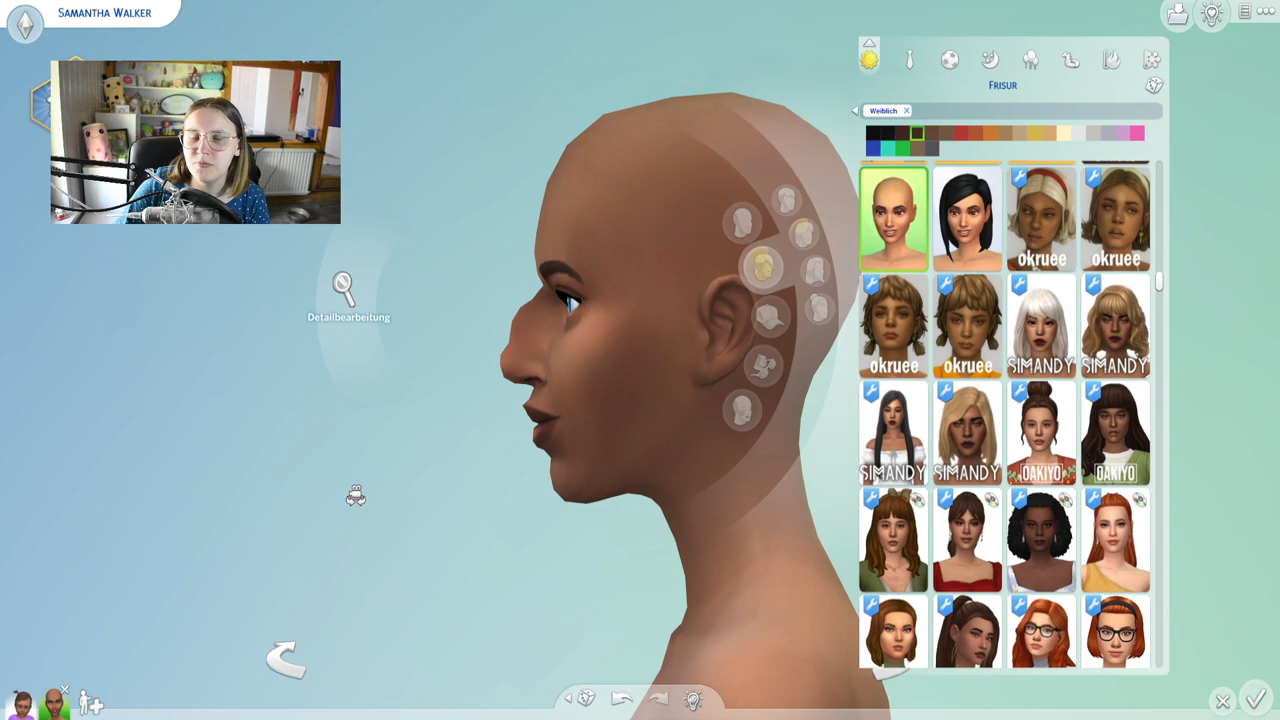 SAMANTHA WALKER
FRISUR
Weiblich
okruee
okruee
Detailbearbeitung
okruee
okruee
SIMANDY
SIMANDY
SIMANDY
SIMANDY
OAKIYO
OAKIYO